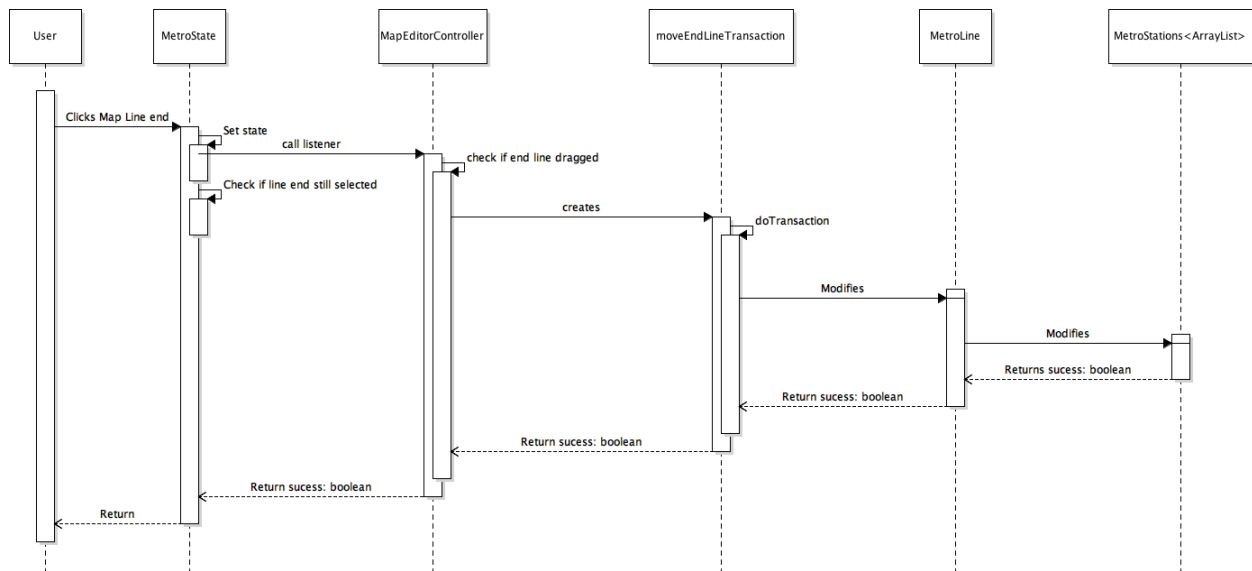 User
MetroState
MapEditorController
moveEndLineTransaction
MetroLine
MetroStations<ArrayList>
Clicks Map Line end
Set state
call listener
check if end line dragged
Check if line end still selected
creates
doTransaction
Modifies
Modifies
Returns sucess: boolean
Return sucess: boolean
Return sucess: boolean
Return sucess: boolean
Return